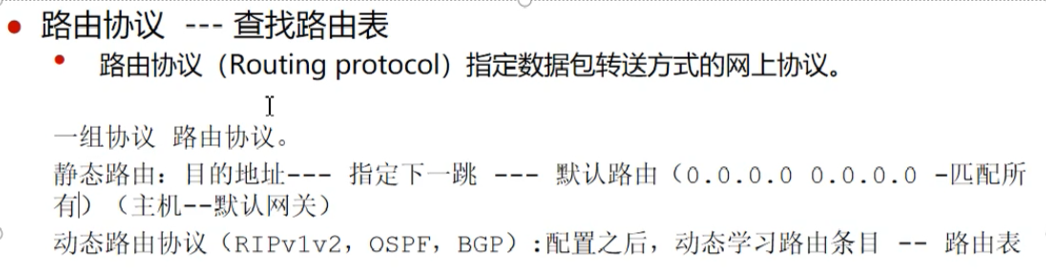 路由协议 --- 查找路由表
路由协议（Routing protocol）指定数据包转送方式的网上协议。
一组协议 路由协议。
静态路由：目的地址--- 指定下一跳 --- 默认路由（0.0.0.0 0.0.0.0 -匹配所
有）（主机--默认网关）
动态路由协议（RIPv1v2，OSPF，BGP）:配置之后，动态学习路由条目 -- 路由表